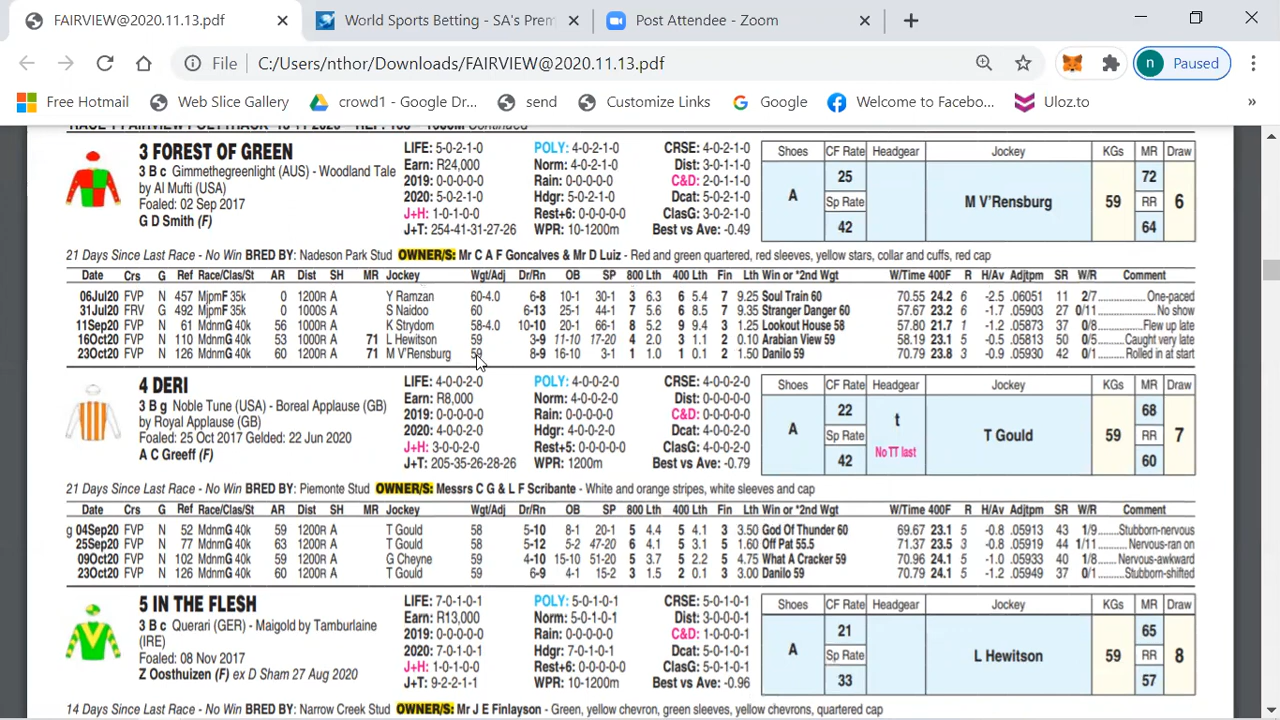 FAIRVIEW@2020.11.13.pdf
World Sports Betting - SA's Prem
Post Attendee - Zoom
File C:/Users/nthor/Downloads/FAIRVIEW@2020.11.13.pdf
n Paused
Free Hotmail Web Slice Gallery crowd1 - Google Dr... send Customize Links Google Welcome to Facebo... Uloz.to »
RACE 1 FAIRVIEW POLYTRACK 13 11 2020 - REF: 160 - 1000M Continued
3 FOREST OF GREEN
3 B c Gimmethegreenlight (AUS) - Woodland Tale
by Al Mufti (USA)
Foaled: 02 Sep 2017
G D Smith (F)
LIFE: 5-0-2-1-0 POLY: 4-0-2-1-0 CRSE: 4-0-2-1-0
Earn: R24,000 Norm: 4-0-2-1-0 Dist: 3-0-1-1-0
2019: 0-0-0-0-0 Rain: 0-0-0-0-0 C&D: 2-0-1-1-0
2020: 5-0-2-1-0 Hdgr: 5-0-2-1-0 Dcat: 5-0-2-1-0
J+H: 1-0-1-0-0 Rest+6: 0-0-0-0-0 ClasG: 3-0-2-1-0
J+T: 254-41-31-27-26 WPR: 10-1200m Best vs Ave: -0.49
Shoes CF Rate Headgear Jockey KGs MR Draw
A 25 Sp Rate 42 M V'Rensburg 59 72 RR 64 6
21 Days Since Last Race - No Win BRED BY: Nadeson Park Stud OWNER/S: Mr C A F Goncalves & Mr D Luiz - Red and green quartered, red sleeves, yellow stars, collar and cuffs, red cap
Date Crs G Ref Race/Clas/St AR Dist SH MR Jockey Wgt/Adj Dr/Rn OB SP 800 Lth 400 Lth Fin Lth Win or *2nd Wgt W/Time 400F R H/Av Adjtpm SR W/R Comment
06Jul20 FVP N 457 MjpmF 35k 0 1200R A Y Ramzan 60-4.0 6-8 10-1 30-1 3 6.3 6 5.4 7 9.25 Soul Train 60 70.55 24.2 6 -2.5 .06051 11 2/7 One-paced
31Jul20 FRV G 492 MjpmF 35k 0 1000S A S Naidoo 60 6-13 25-1 44-1 7 5.6 6 8.5 7 9.35 Stranger Danger 60 57.67 23.2 6 -1.7 .05903 27 0/11 No show
11Sep20 FVP N 61 MdnmG 40k 56 1000R A K Strydom 58-4.0 10-10 20-1 66-1 8 5.2 9 9.4 3 1.25 Lookout House 58 57.80 21.7 1 -1.2 .05873 37 0/8 Flew up late
16Oct20 FVP N 110 MdnmG 40k 53 1000R A 71 L Hewitson 59 3-9 11-10 17-20 4 2.0 3 1.1 2 0.10 Arabian View 59 58.19 23.1 5 -0.5 .05813 50 0/5 Caught very late
23Oct20 FVP N 126 MdnmG 40k 60 1200R A 71 M V'Rensburg 8-9 16-10 3-1 1 1.0 1 0.1 2 1.50 Danilo 59 70.79 23.8 3 -0.9 .05930 42 0/1 Rolled in at start
4 DERI
3 B g Noble Tune (USA) - Boreal Applause (GB)
by Royal Applause (GB)
Foaled: 25 Oct 2017 Gelded: 22 Jun 2020
A C Greeff (F)
LIFE: 4-0-0-2-0 POLY: 4-0-0-2-0 CRSE: 4-0-0-2-0
Earn: R8,000 Norm: 4-0-0-2-0 Dist: 0-0-0-0-0
2019: 0-0-0-0-0 Rain: 0-0-0-0-0 C&D: 0-0-0-0-0
2020: 4-0-0-2-0 Hdgr: 4-0-0-2-0 Dcat: 4-0-0-2-0
J+H: 3-0-0-2-0 Rest+5: 0-0-0-0-0 ClasG: 4-0-0-2-0
J+T: 205-35-26-28-26 WPR: 1200m Best vs Ave: -0.79
Shoes CF Rate Headgear Jockey KGs MR Draw
A 22 Sp Rate 42 t No TT last T Gould 59 68 RR 60 7
21 Days Since Last Race - No Win BRED BY: Piemonte Stud OWNER/S: Messrs C G & L F Scribante - White and orange stripes, white sleeves and cap
Date Crs G Ref Race/Clas/St AR Dist SH MR Jockey Wgt/Adj Dr/Rn OB SP 800 Lth 400 Lth Fin Lth Win or *2nd Wgt W/Time 400F R H/Av Adjtpm SR W/R Comment
g 04Sep20 FVP N 52 MdnmG 40k 59 1200R A T Gould 58 5-10 8-1 20-1 5 4.4 5 4.1 3 3.50 God Of Thunder 60 69.67 23.1 5 -0.8 .05913 43 1/9 Stubborn-nervous
25Sep20 FVP N 77 MdnmG 40k 63 1200R A T Gould 58 5-12 5-2 47-20 6 4.1 5 3.1 5 1.60 Off Pat 55.5 71.37 23.5 3 -0.8 .05919 44 1/11 Nervous-ran on
09Oct20 FVP N 102 MdnmG 40k 59 1200R A G Cheyne 59 4-10 15-10 51-20 5 3.7 5 2.2 5 4.75 What A Cracker 59 70.96 24.1 5 -1.0 .05933 40 1/8 Nervous-awkward
23Oct20 FVP N 126 MdnmG 40k 60 1200R A T Gould 59 6-9 4-1 15-2 3 1.5 2 0.1 3 3.00 Danilo 59 70.79 24.1 5 -1.2 .05949 37 0/1 Stubborn-shifted
5 IN THE FLESH
3 B c Querari (GER) - Maigold by Tamburlaine
(IRE)
Foaled: 08 Nov 2017
Z Oosthuizen (F) ex D Sham 27 Aug 2020
LIFE: 7-0-1-0-1 POLY: 5-0-1-0-1 CRSE: 5-0-1-0-1
Earn: R13,000 Norm: 5-0-1-0-1 Dist: 3-0-0-0-1
2019: 0-0-0-0-0 Rain: 0-0-0-0-0 C&D: 1-0-0-0-1
2020: 7-0-1-0-1 Hdgr: 7-0-1-0-1 Dcat: 5-0-1-0-1
J+H: 1-0-1-0-0 Rest+6: 0-0-0-0-0 ClasG: 5-0-1-0-1
J+T: 9-2-2-1-1 WPR: 10-1200m Best vs Ave: -0.96
Shoes CF Rate Headgear Jockey KGs MR Draw
A 21 Sp Rate 33 L Hewitson 59 65 RR 57 8
14 Days Since Last Race - No Win BRED BY: Narrow Creek Stud OWNER/S: Mr J E Finlayson - Green, yellow chevron, green sleeves, yellow chevrons, quartered cap